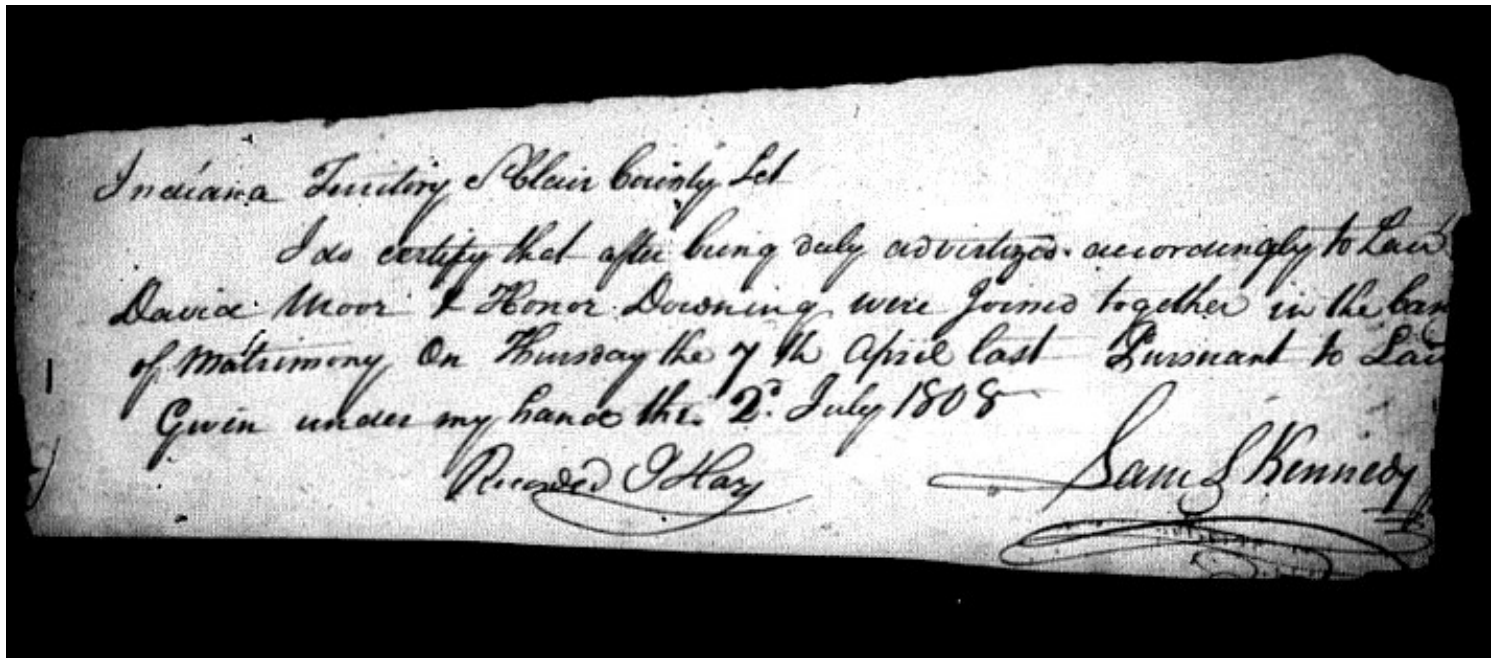 Indiana Territory St Clair County Sct
I do certify that after being duly advertized accordingly to Law
David Moor & Honor Downing were Joined together in the ban
of Matrimony On Thursday the 7th April last Pursuant to Law
Given under my hand this 2d July 1808
Recorded J Hay
Saml Kennedy